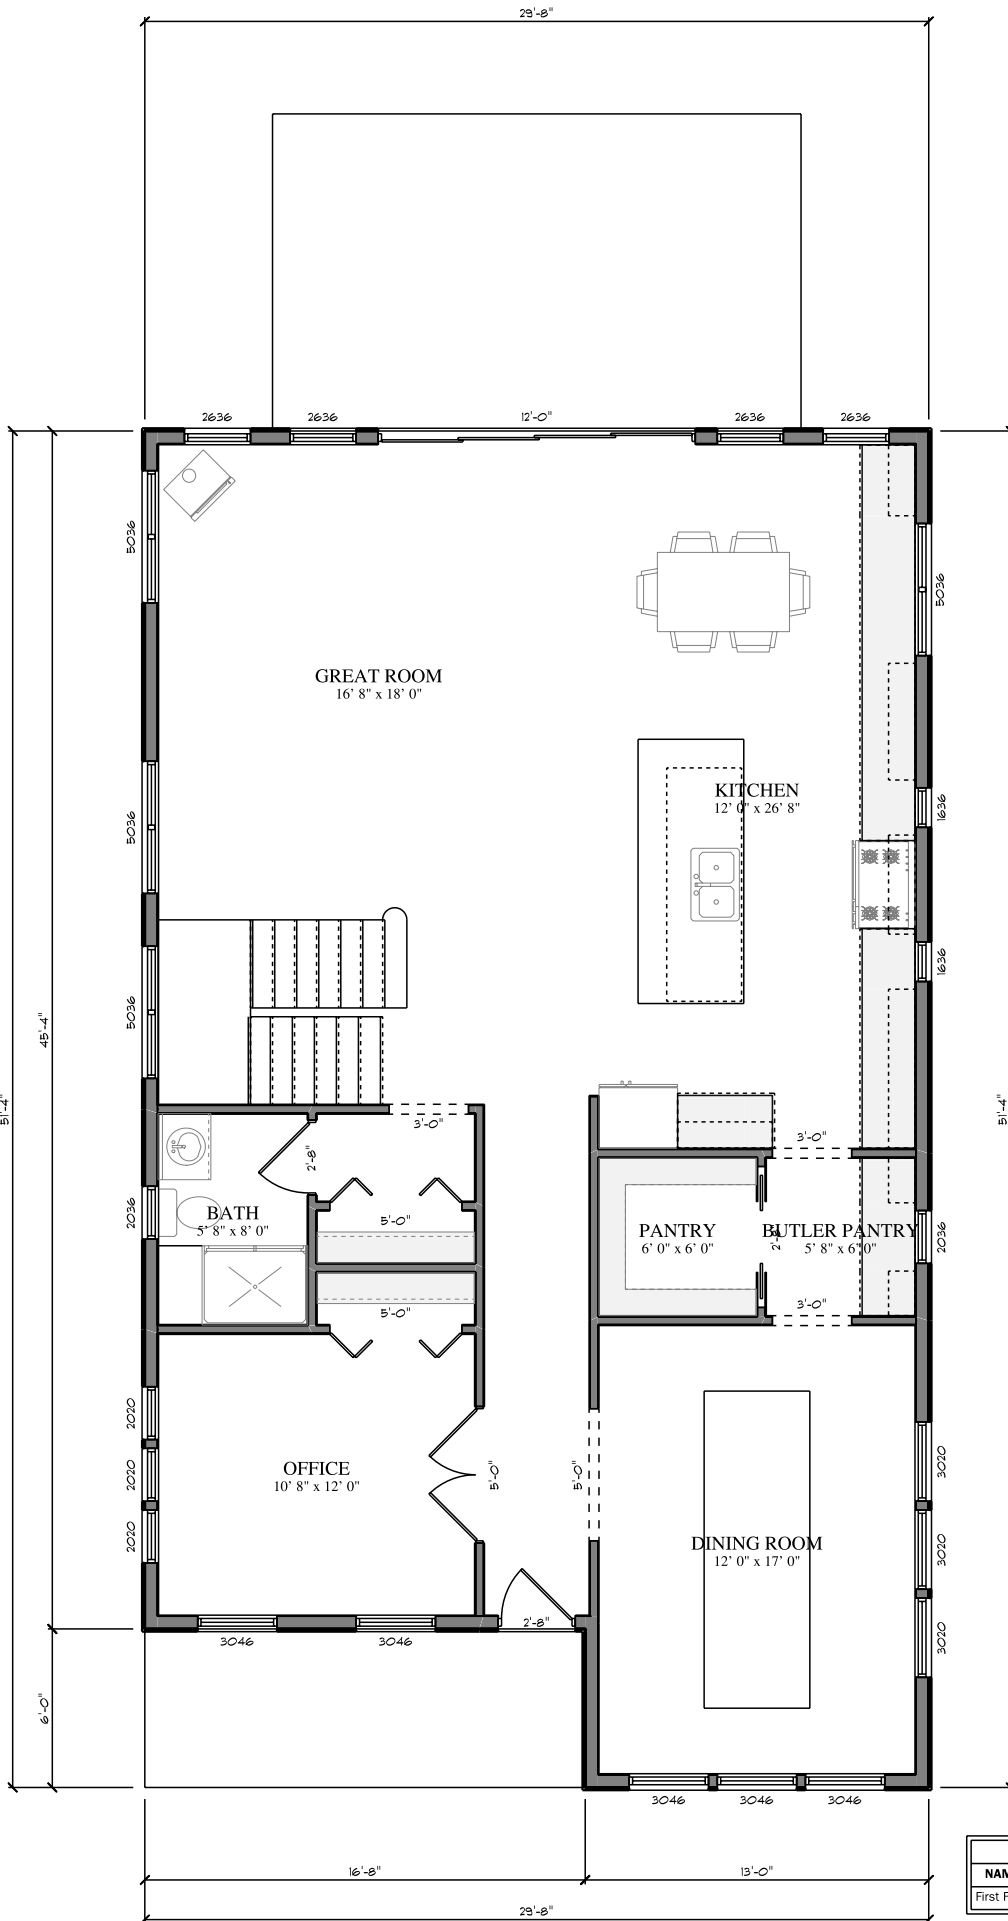 29'-8"
2636
2636
12'-0"
2636
2636
5036
5036
GREAT ROOM
16' 8" x 18' 0"
KITCHEN
12' 0" x 26' 8"
1636
5036
1636
5036
45'-4"
51'-4"
51'-4"
3'-0"
2'-8"
3'-0"
2036
BATH
5' 8" x 8' 0"
5'-0"
PANTRY
6' 0" x 6' 0"
BUTLER PANTRY
5' 8" x 6' 0"
2036
5'-0"
3'-0"
2020
2020
2020
OFFICE
10' 8" x 12' 0"
5'-0"
5'-0"
3020
3020
3020
DINING ROOM
12' 0" x 17' 0"
2'-8"
3046
3046
6'-0"
3046
3046
3046
16'-8"
13'-0"
29'-8"
First